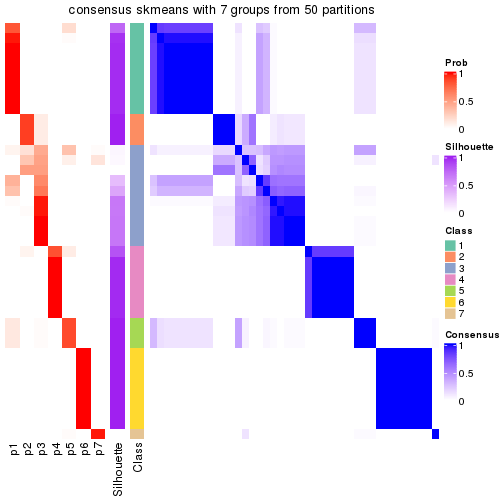 consensus skmeans with 7 groups from 50 partitions
Prob
1
0.5
0
Silhouette
1
0.5
0
Class
1
2
3
4
5
6
7
Consensus
1
0.5
0
p1
p2
p3
p4
p5
p6
p7
Silhouette
Class